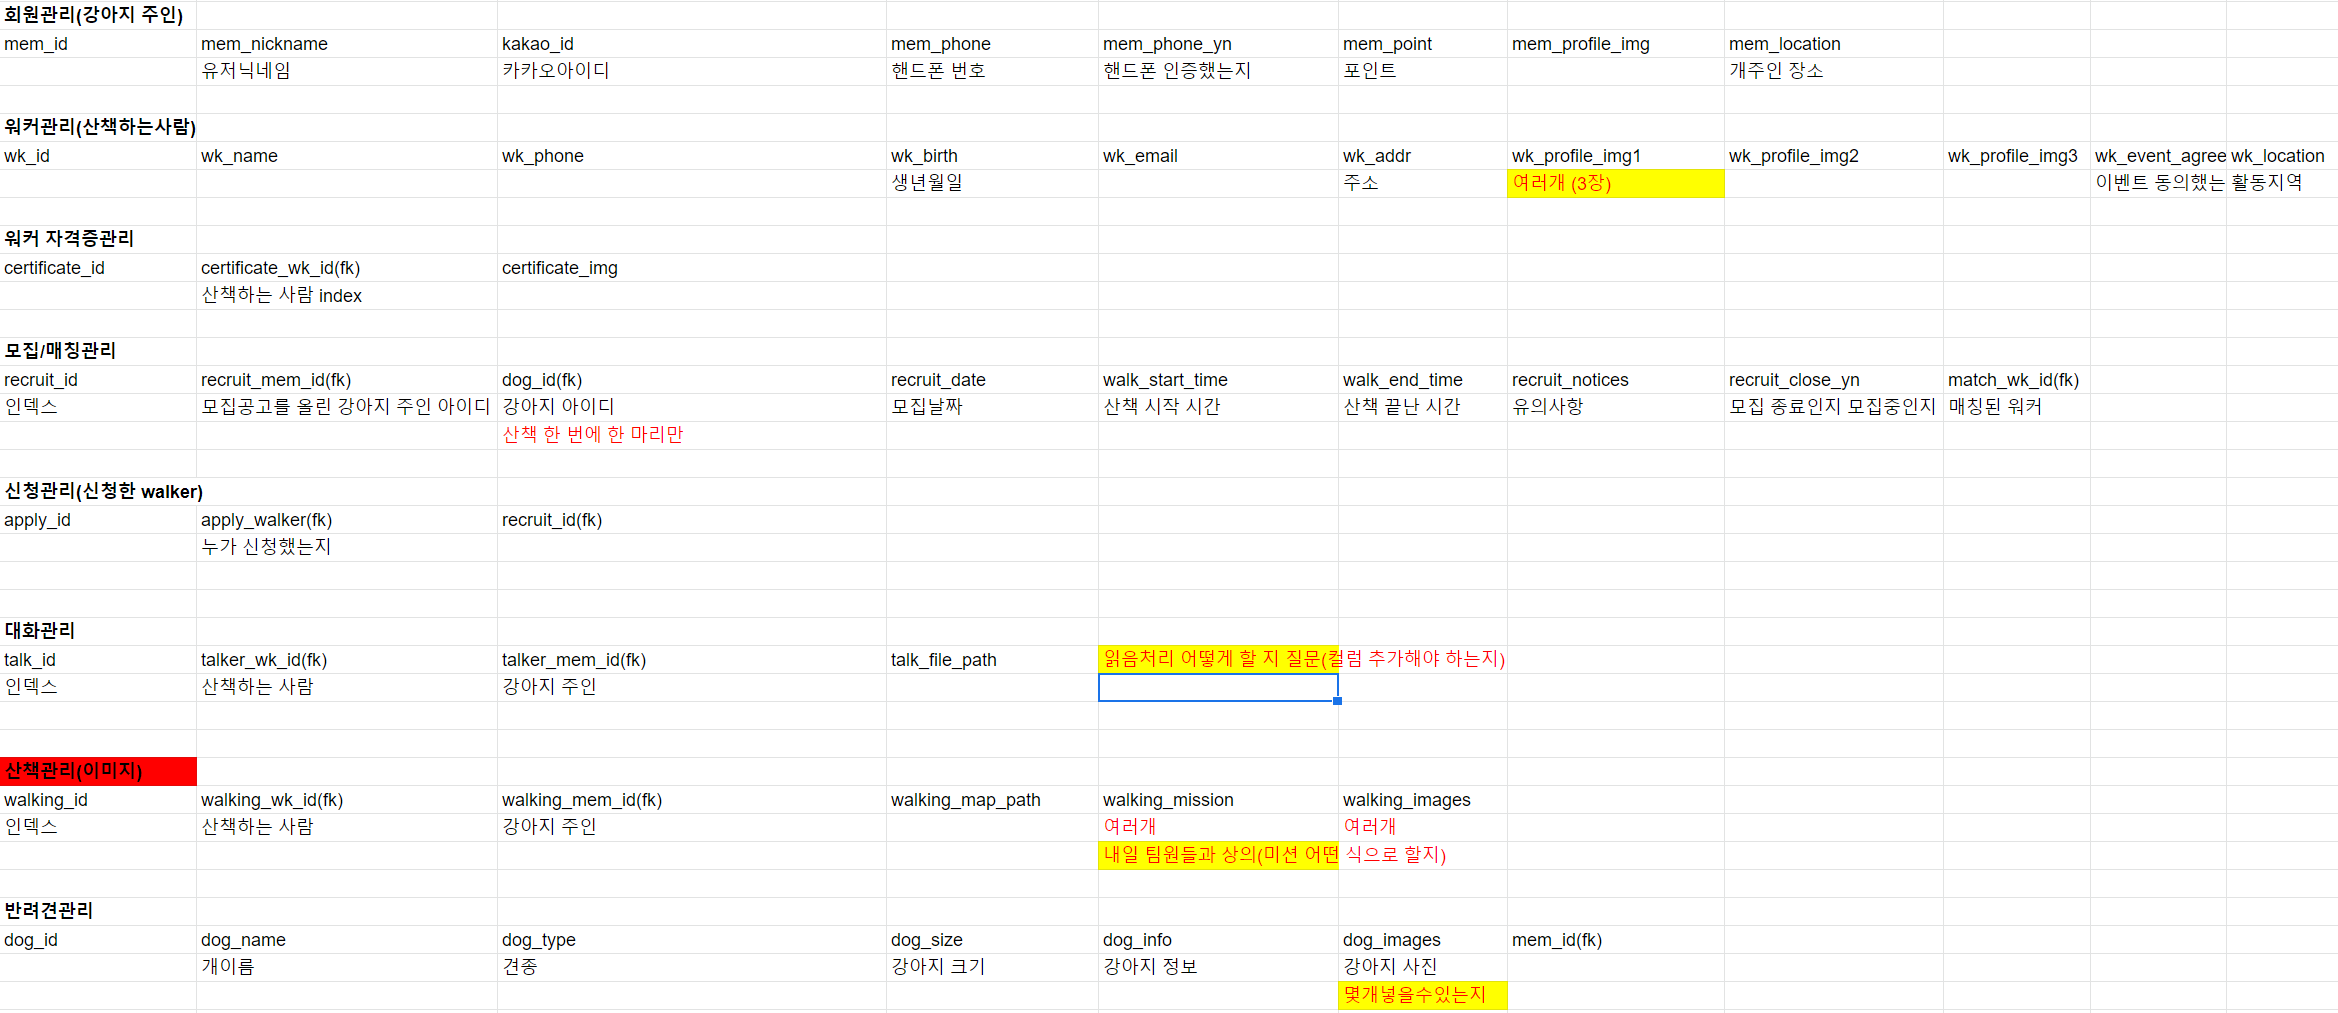 회원관리(강아지 주인)
mem_id mem_nickname kakao_id mem_phone mem_phone_yn mem_point mem_profile_img mem_location
유저닉네임 카카오아이디 핸드폰 번호 핸드폰 인증했는지 포인트 개주인 장소
워커관리(산책하는사람)
wk_id wk_name wk_phone wk_birth wk_email wk_addr wk_profile_img1 wk_profile_img2 wk_profile_img3 wk_event_agree wk_location
생년월일 주소 여러개 (3장) 이벤트 동의했는 활동지역
워커 자격증관리
certificate_id certificate_wk_id(fk) certificate_img
산책하는 사람 index
모집/매칭관리
recruit_id recruit_mem_id(fk) dog_id(fk) recruit_date walk_start_time walk_end_time recruit_notices recruit_close_yn match_wk_id(fk)
인덱스 모집공고를 올린 강아지 주인 아이디 강아지 아이디 모집날짜 산책 시작 시간 산책 끝난 시간 유의사항 모집 종료인지 모집중인지 매칭된 워커
산책 한 번에 한 마리만
신청관리(신청한 walker)
apply_id apply_walker(fk) recruit_id(fk)
누가 신청했는지
대화관리
talk_id talker_wk_id(fk) talker_mem_id(fk) talk_file_path 읽음처리 어떻게 할 지 질문(컬럼 추가해야 하는지)
인덱스 산책하는 사람 강아지 주인
산책관리(이미지)
walking_id walking_wk_id(fk) walking_mem_id(fk) walking_map_path walking_mission walking_images
인덱스 산책하는 사람 강아지 주인 여러개 여러개
내일 팀원들과 상의(미션 어떤 식으로 할지)
반려견관리
dog_id dog_name dog_type dog_size dog_info dog_images mem_id(fk)
개이름 견종 강아지 크기 강아지 정보 강아지 사진
몇개넣을수있는지